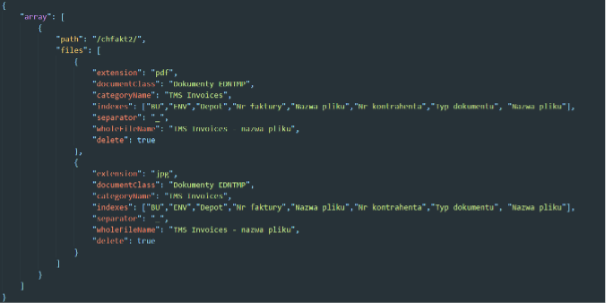 {
"array": [
{
"path": "/chfakt2/",
"files": [
{
"extension": "pdf",
"documentClass": "Dokumenty EDNTMP",
"categoryName": "TMS Invoices",
"indexes": ["BU","ENV","Depot","Nr faktury","Nazwa pliku","Nr kontrahenta","Typ dokumentu", "Nazwa pliku"],
"separator": "_",
"wholeFileName": "TMS Invoices - nazwa pliku",
"delete": true
},
{
"extension": "jpg",
"documentClass": "Dokumenty EDNTMP",
"categoryName": "TMS Invoices",
"indexes": ["BU","ENV","Depot","Nr faktury","Nazwa pliku","Nr kontrahenta","Typ dokumentu", "Nazwa pliku"],
"separator": "_",
"wholeFileName": "TMS Invoices - nazwa pliku",
"delete": true
}
]
}
]
}